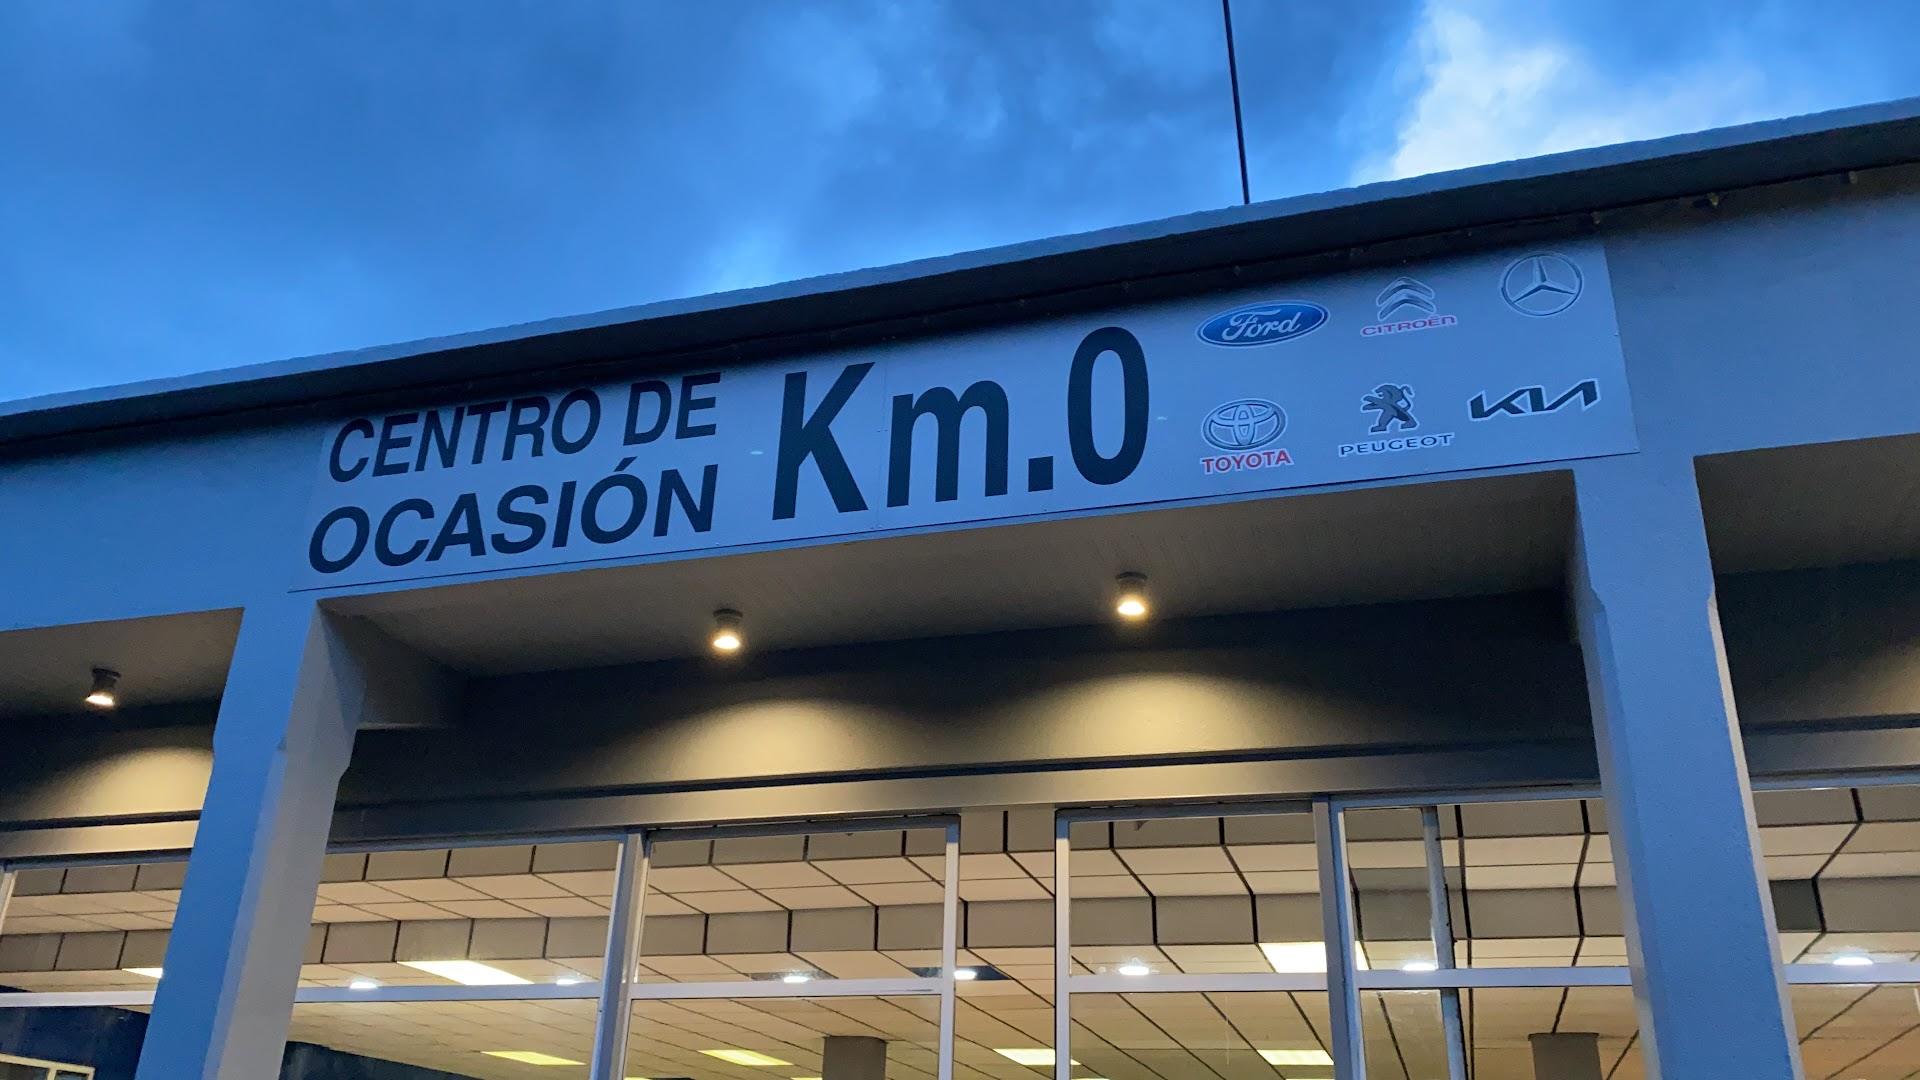 CENTRO DE
OCASIÓN
Km.0
Ford
CITROËN
TOYOTA
PEUGEOT
KIA